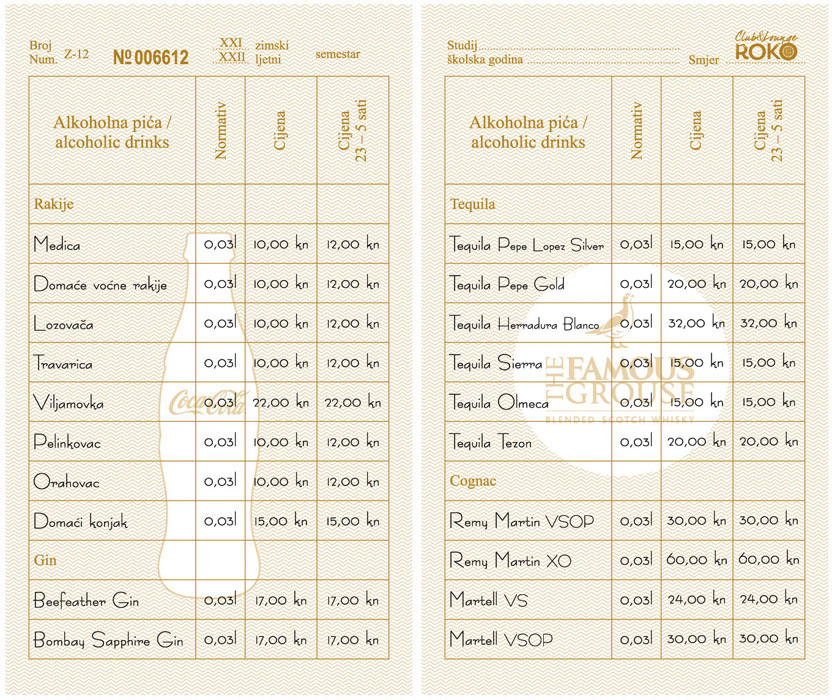 Broj
Num. Z-12 № 006612 XXI zimski
XXII ljetni semestar
Alkoholna pića /
alcoholic drinks
Normativ
Cijena
Cijena
23 – 5 sati
Rakije
Medica 0,03l 10,00 kn 12,00 kn
Domaće voćne rakije 0,03l 10,00 kn 12,00 kn
Lozovača 0,03l 10,00 kn 12,00 kn
Travarica 0,03l 10,00 kn 12,00 kn
Viljamovka 0,03l 22,00 kn 22,00 kn
Coca-Cola
Pelinkovac 0,03l 10,00 kn 12,00 kn
Orahovac 0,03l 10,00 kn 12,00 kn
Domaći konjak 0,03l 15,00 kn 15,00 kn
Gin
Beefeather Gin 0,03l 17,00 kn 17,00 kn
Bombay Sapphire Gin 0,03l 17,00 kn 17,00 kn
Studij
školska godina Smjer
Club&Lounge
ROKO
Alkoholna pića /
alcoholic drinks
Normativ
Cijena
Cijena
23 – 5 sati
Tequila
Tequila Pepe Lopez Silver 0,03l 15,00 kn 15,00 kn
Tequila Pepe Gold 0,03l 20,00 kn 20,00 kn
Tequila Herradura Blanco 0,03l 32,00 kn 32,00 kn
Tequila Sierra 0,03l 15,00 kn 15,00 kn
THE FAMOUS
GROUSE
Tequila Olmeca 0,03l 15,00 kn 15,00 kn
BLENDED SCOTCH WHISKY
Tequila Tezon 0,03l 20,00 kn 20,00 kn
Cognac
Remy Martin VSOP 0,03l 30,00 kn 30,00 kn
Remy Martin XO 0,03l 60,00 kn 60,00 kn
Martell VS 0,03l 24,00 kn 24,00 kn
Martell VSOP 0,03l 30,00 kn 30,00 kn